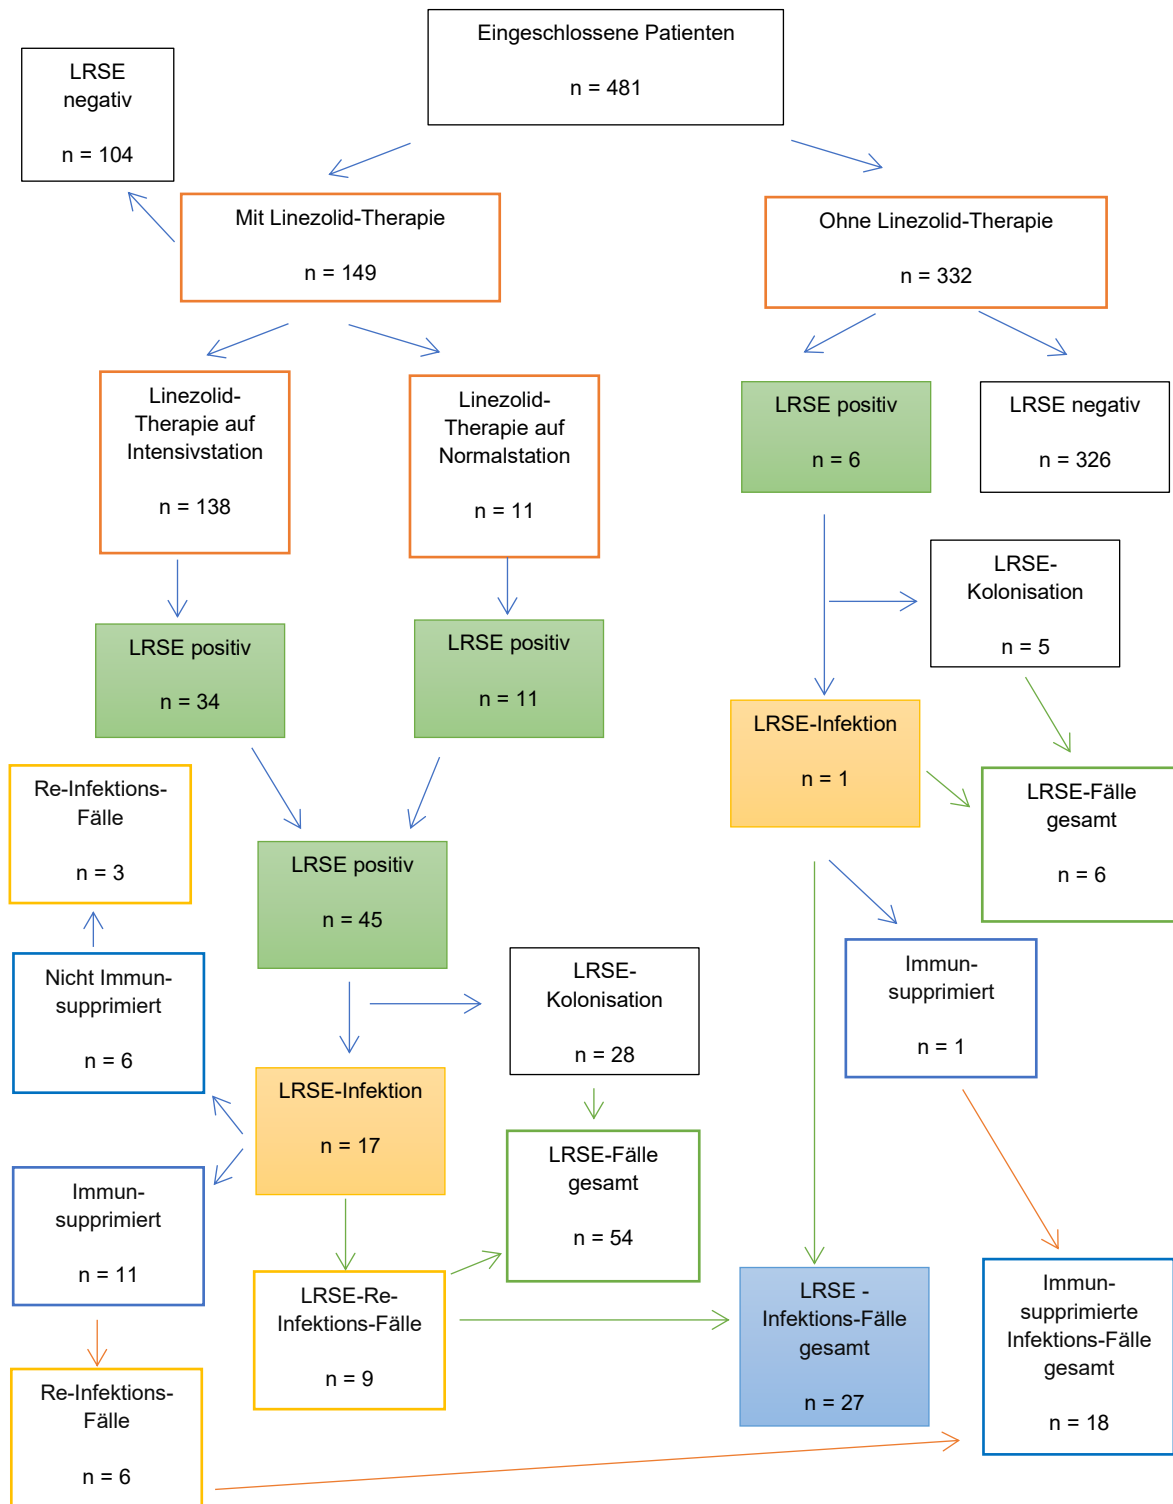 Eingeschlossene Patienten
n = 481
LRSE
negativ
n = 104
Mit Linezolid-Therapie
n = 149
Ohne Linezolid-Therapie
n = 332
Linezolid-
Therapie auf
Intensivstation
n = 138
Linezolid-
Therapie auf
Normalstation
n = 11
LRSE positiv
n = 6
LRSE negativ
n = 326
LRSE-
Kolonisation
n = 5
LRSE positiv
n = 34
LRSE positiv
n = 11
LRSE-Infektion
n = 1
Re-Infektions-
Fälle
n = 3
LRSE-Fälle
gesamt
n = 6
LRSE positiv
n = 45
Nicht Immun-
supprimiert
n = 6
LRSE-
Kolonisation
n = 28
Immun-
supprimiert
n = 1
LRSE-Infektion
n = 17
LRSE-Fälle
gesamt
n = 54
Immun-
supprimiert
n = 11
LRSE-Re-
Infektions-Fälle
n = 9
LRSE -
Infektions-Fälle
gesamt
n = 27
Immun-
supprimierte
Infektions-Fälle
gesamt
n = 18
Re-Infektions-
Fälle
n = 6